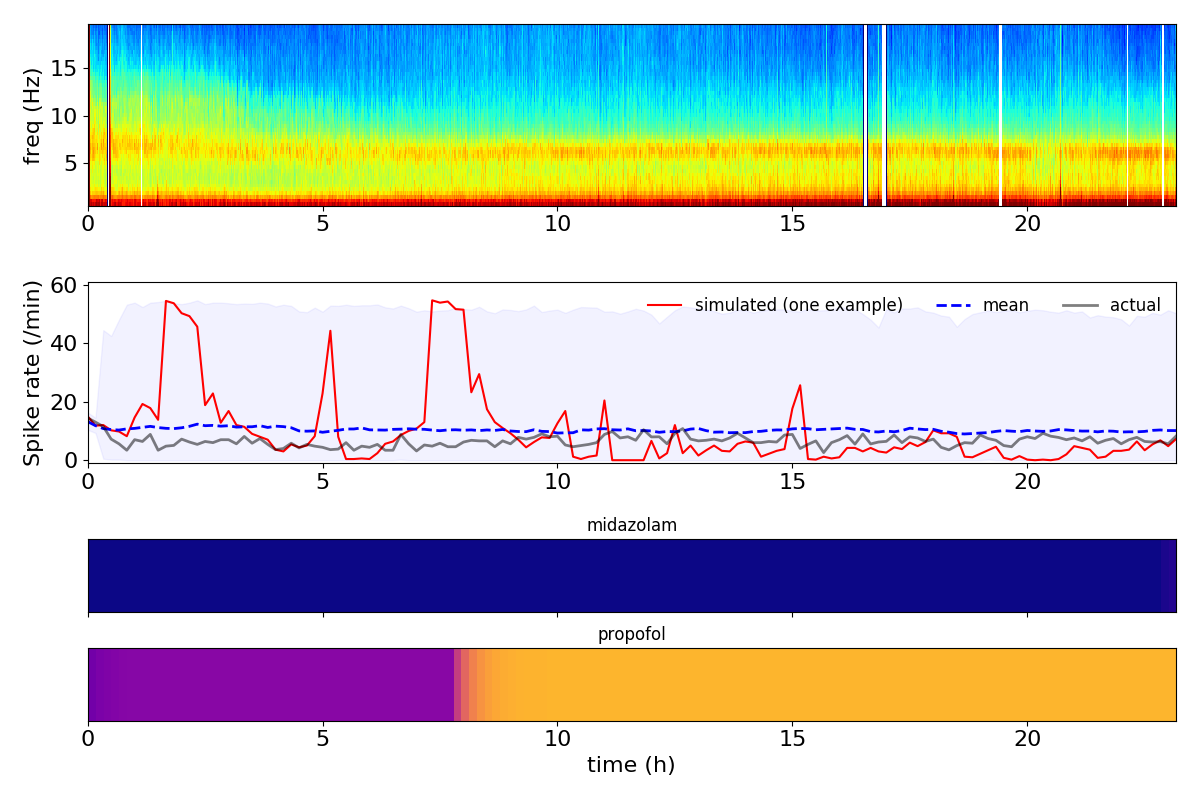 freq (Hz)
15
10
5
0 5 10 15 20
Spike rate (/min)
60
40
20
0
simulated (one example) mean actual
0 5 10 15 20
midazolam
propofol
0 5 10 15 20
time (h)